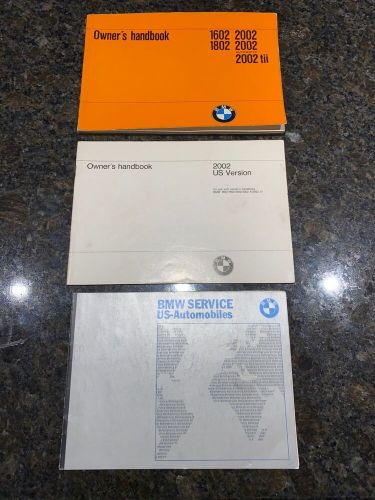 Owner's handbook
1602 2002
1802 2002
2002 tii
Owner's handbook
2002
US Version
BMW SERVICE
US-Automobiles